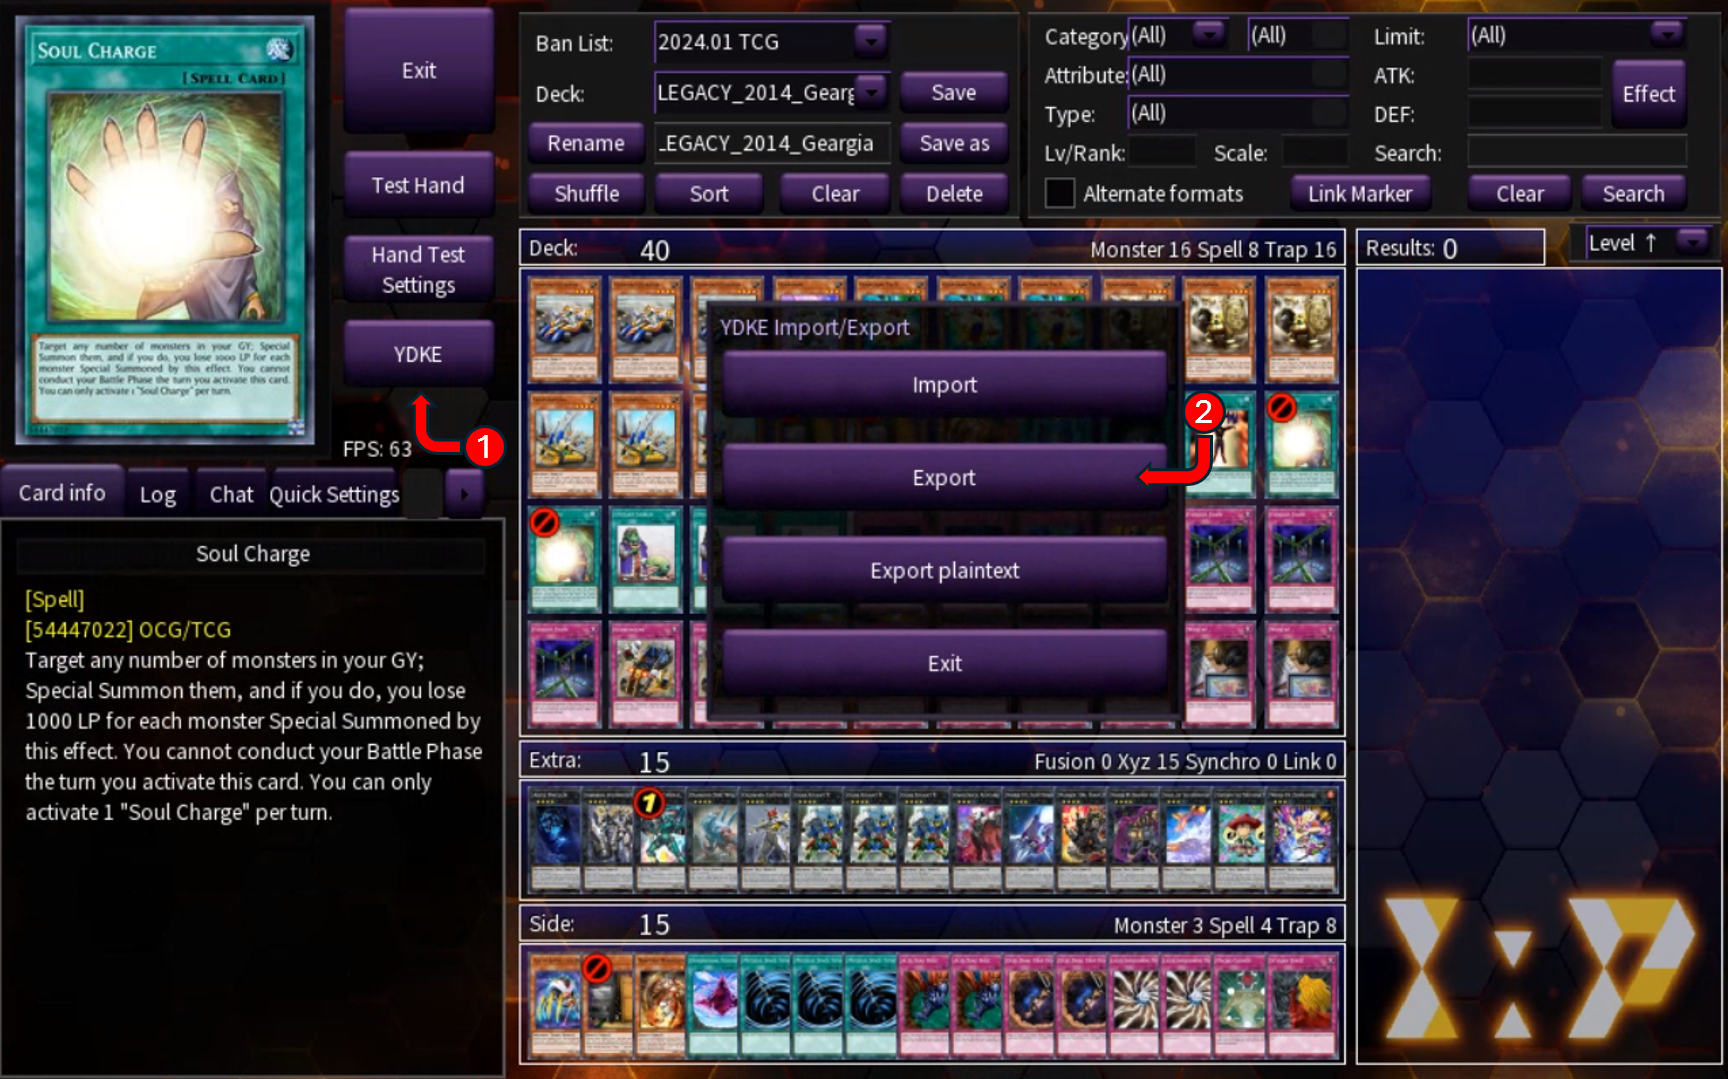 SOUL CHARGE
[SPELL CARD]
Target any number of monsters in your GY; Special
Summon them, and if you do, you lose 1000 LP for each
monster Special Summoned by this effect. You cannot
conduct your Battle Phase the turn you activate this card.
You can only activate 1 "Soul Charge" per turn.
54447022
Exit
Test Hand
Hand Test
Settings
YDKE
1
FPS: 63
Card info
Log
Chat
Quick Settings
Soul Charge
[Spell]
[54447022] OCG/TCG
Target any number of monsters in your GY;
Special Summon them, and if you do, you lose
1000 LP for each monster Special Summoned by
this effect. You cannot conduct your Battle Phase
the turn you activate this card. You can only
activate 1 "Soul Charge" per turn.
Ban List:
2024.01 TCG
Deck:
LEGACY_2014_Gearg
Save
Rename
LEGACY_2014_Geargia
Save as
Shuffle
Sort
Clear
Delete
Category
(All)
(All)
Limit:
(All)
Attribute:
(All)
ATK:
Effect
Type:
(All)
DEF:
Lv/Rank:
Scale:
Search:
Alternate formats
Link Marker
Clear
Search
Deck:
40
Monster 16 Spell 8 Trap 16
Results: 0
Level ↑
YDKE Import/Export
Import
2
Export
Export plaintext
Exit
Extra:
15
Fusion 0 Xyz 15 Synchro 0 Link 0
1
Side:
15
Monster 3 Spell 4 Trap 8
X:P